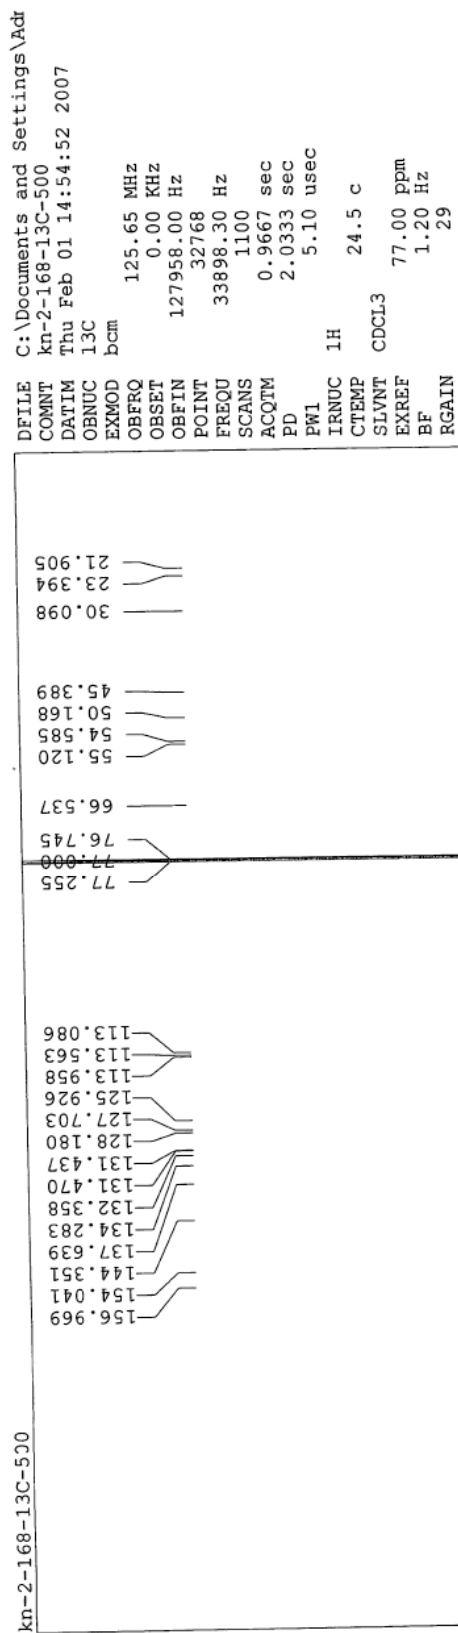 kn-2-168-13C-500
156.969
154.041
144.351
137.639
134.283
132.358
131.470
131.437
128.180
127.703
125.926
113.958
113.563
113.086
77.255
77.000
76.745
66.537
55.120
54.585
50.168
45.389
30.098
23.394
21.905
DFILE C:\Documents and Settings\Adr
COMNT kn-2-168-13C-500
DATIM Thu Feb 01 14:54:52 2007
OBNUC 13C
EXMOD bcm
OBFRQ 125.65 MHz
OBSET 0.00 KHz
OBFIN 127958.00 Hz
POINT 32768
FREQU 33898.30 Hz
SCANS 1100
ACQTM 0.9667 sec
PD 2.0333 sec
PW1 5.10 usec
IRNUC 1H
CTEMP 24.5 c
SLVNT CDCL3
EXREF 77.00 ppm
BF 1.20 Hz
RGAIN 29